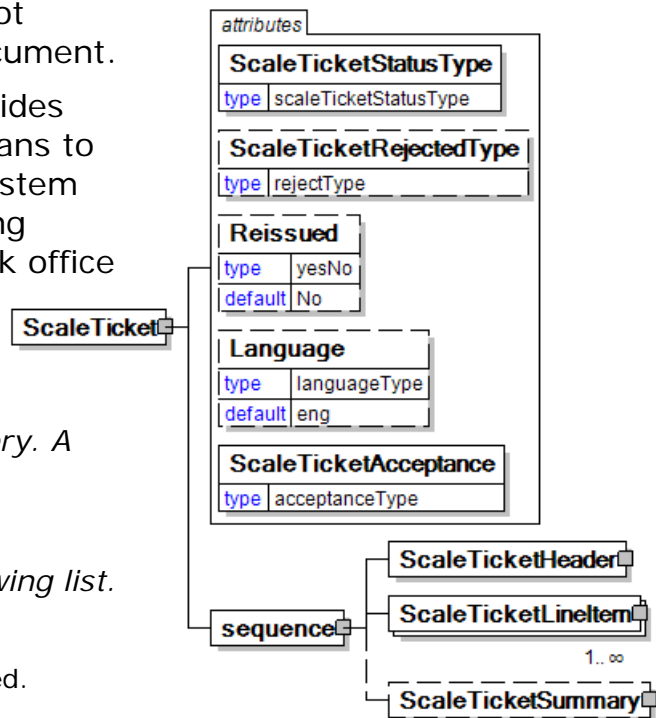 ot
cument.
ides
ans to
stem
ng
k office
ry. A
wing list.
ed.
attributes
ScaleTicketStatusType
type scaleTicketStatusType
ScaleTicketRejectedType
type rejectType
Reissued
type yesNo
default No
Language
type languageType
default eng
ScaleTicketAcceptance
type acceptanceType
ScaleTicket
sequence
ScaleTicketHeader
ScaleTicketLineItem
1.. ∞
ScaleTicketSummary